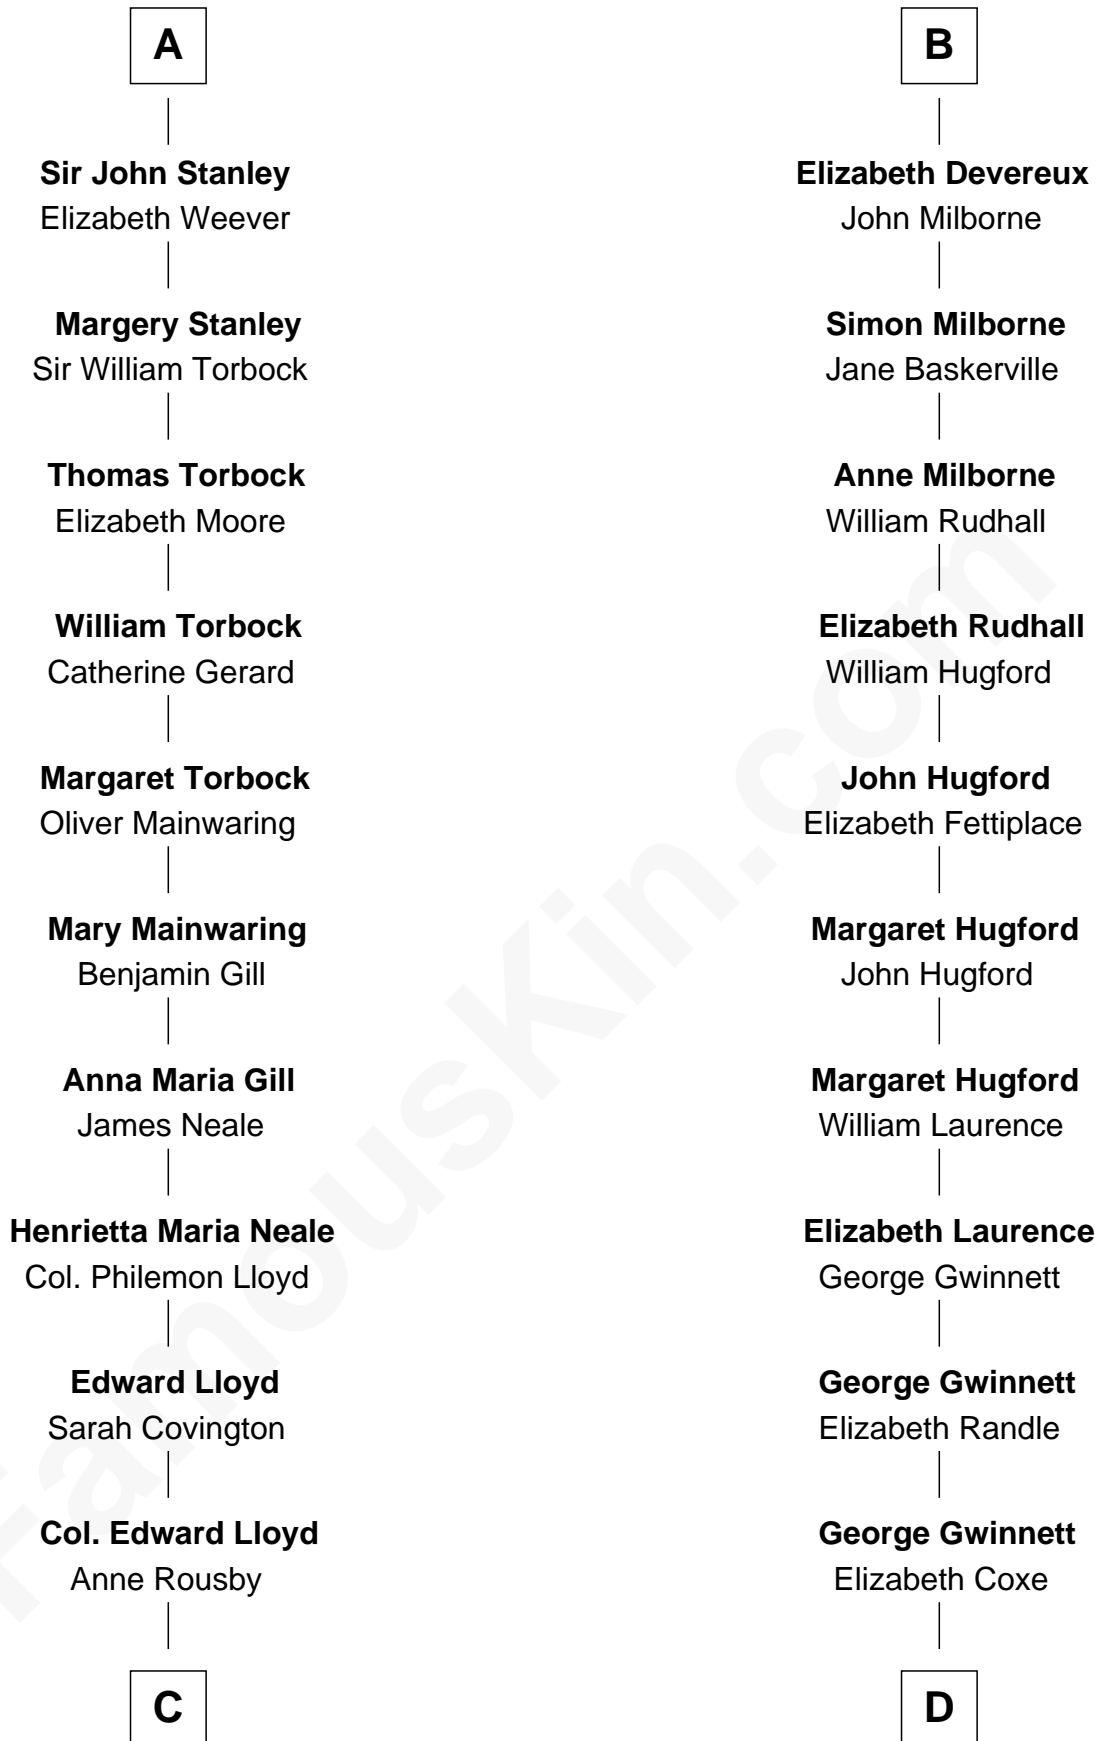 A
Sir John Stanley
Elizabeth Weever
Margery Stanley
Sir William Torbock
Thomas Torbock
Elizabeth Moore
William Torbock
Catherine Gerard
Margaret Torbock
Oliver Mainwaring
Mary Mainwaring
Benjamin Gill
Anna Maria Gill
James Neale
Henrietta Maria Neale
Col. Philemon Lloyd
Edward Lloyd
Sarah Covington
Col. Edward Lloyd
Anne Rousby
C
B
Elizabeth Devereux
John Milborne
Simon Milborne
Jane Baskerville
Anne Milborne
William Rudhall
Elizabeth Rudhall
William Hugford
John Hugford
Elizabeth Fettiplace
Margaret Hugford
John Hugford
Margaret Hugford
William Laurence
Elizabeth Laurence
George Gwinnett
George Gwinnett
Elizabeth Randle
George Gwinnett
Elizabeth Coxe
D
FamousKin.com